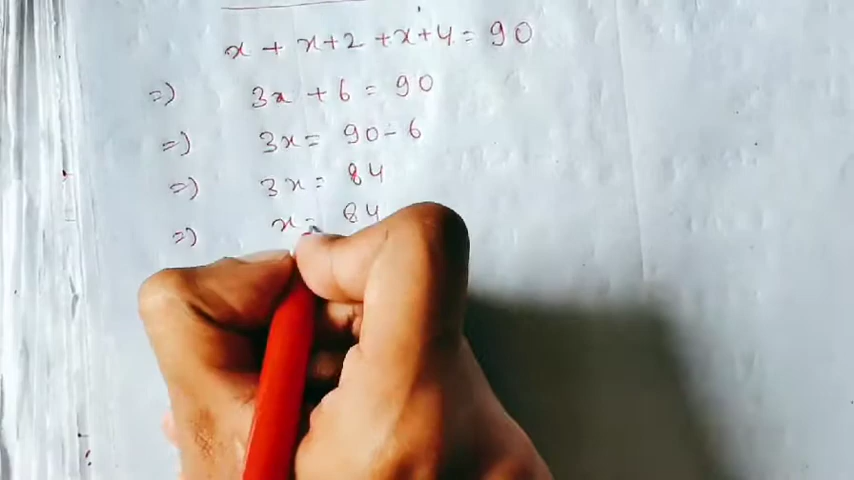 x + x+2 +x+4 = 90
=) 3x + 6 = 90
=) 3x = 90-6
=) 3x = 84
=) x = 84